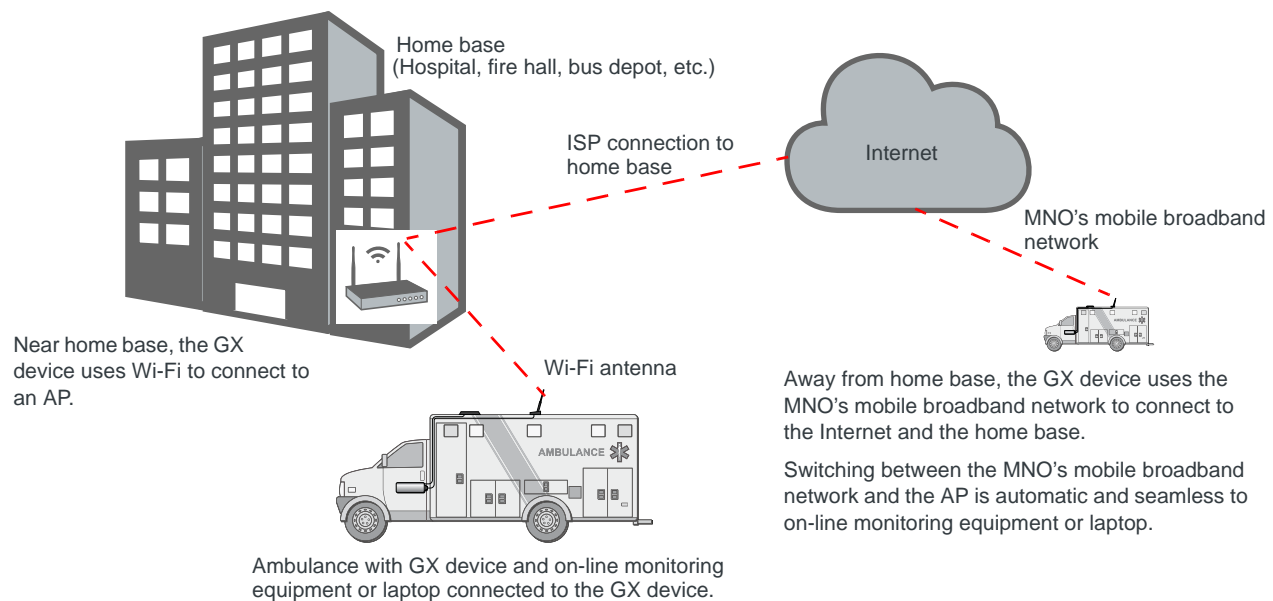 Home base
(Hospital, fire hall, bus depot, etc.)
ISP connection to
home base
Internet
MNO’s mobile broadband
network
Near home base, the GX
device uses Wi-Fi to connect to
an AP.
Wi-Fi antenna
AMBULANCE
AMBULANCE
Away from home base, the GX device uses the
MNO’s mobile broadband network to connect to
the Internet and the home base.
Switching between the MNO’s mobile broadband
network and the AP is automatic and seamless to
on-line monitoring equipment or laptop.
Ambulance with GX device and on-line monitoring
equipment or laptop connected to the GX device.